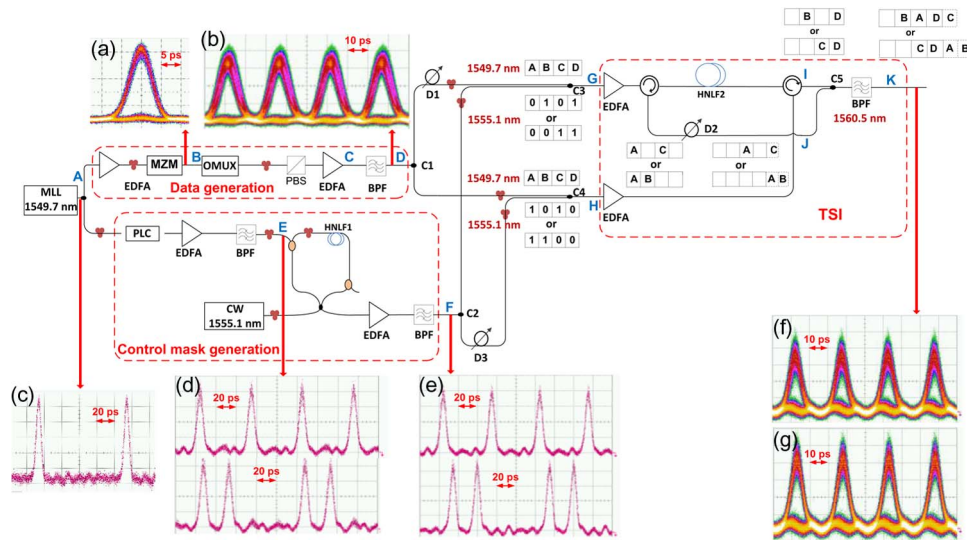 (a)
5 ps
(b)
10 ps
1549.7 nm
A B C D
G
C3
1555.1 nm
0 1 0 1
or
0 0 1 1
D1
B D
or
C D
B A D C
or
C D A B
EDFA
HNLF2
I
C5
K
BPF
1560.5 nm
D2
J
A C
or
A B
A C
or
A B
TSI
A
MLL
1549.7 nm
EDFA
MZM
B
OMUX
PBS
EDFA
C
BPF
D
C1
Data generation
1549.7 nm
A B C D
C4
H
EDFA
1555.1 nm
1 0 1 0
or
1 1 0 0
PLC
EDFA
BPF
E
HNLF1
CW
1555.1 nm
EDFA
BPF
F
C2
D3
Control mask generation
(c)
20 ps
(d)
20 ps
20 ps
(e)
20 ps
20 ps
(f)
10 ps
(g)
10 ps